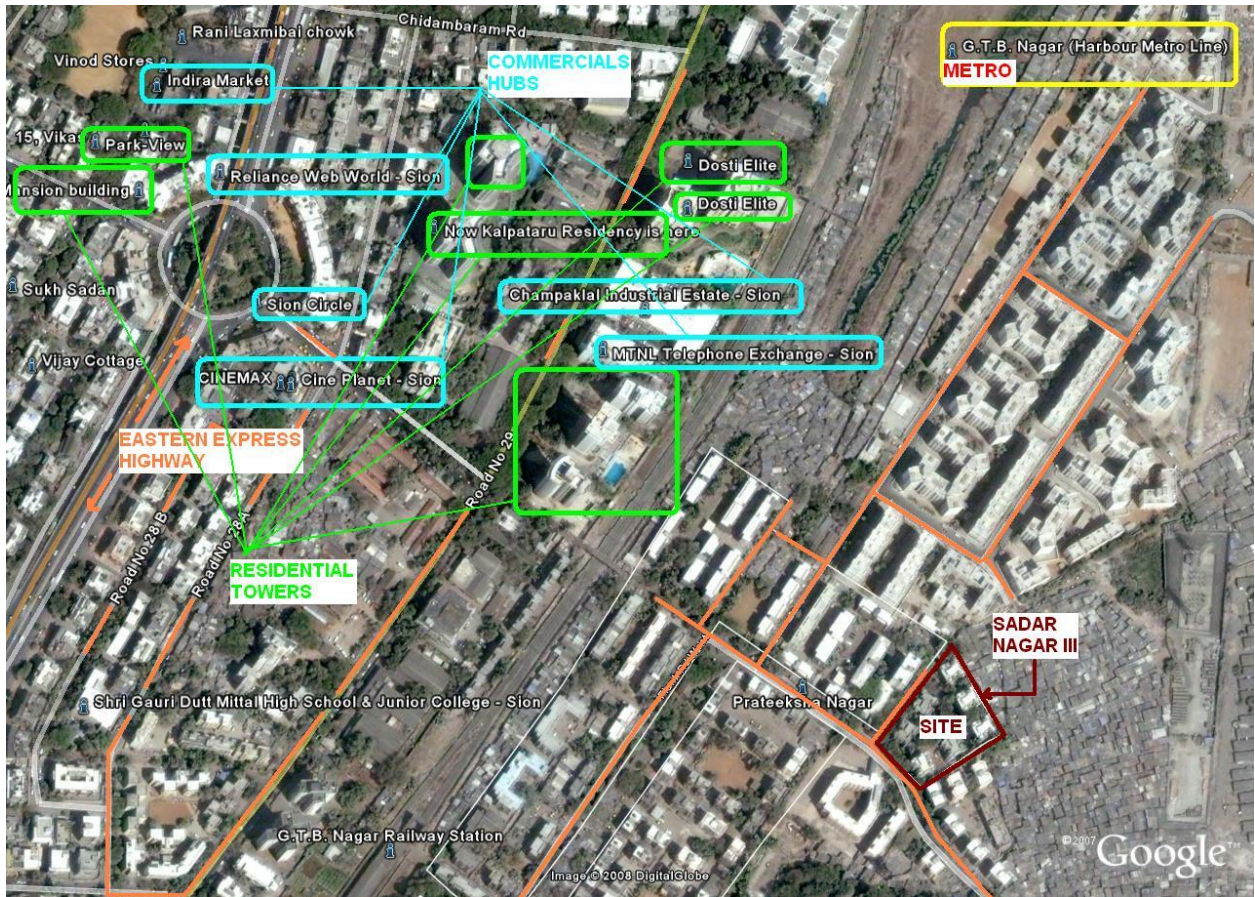 Chidambaram Rd
Rani Laxmibai chowk
Vinod Stores
Indira Market
COMMERCIALS
HUBS
G.T.B. Nagar (Harbour Metro Line)
METRO
15, Vika
Park-View
Mansion building
Reliance Web World - Sion
Dosti Elite
Dosti Elite
Now Kalpataru Residency is here
Sukh Sadan
Sion Circle
Champaklal Industrial Estate - Sion
Vijay Cottage
MTNL Telephone Exchange - Sion
CINEMAX
Cine Planet - Sion
EASTERN EXPRESS
HIGHWAY
Road No 29
Road No 28 B
Road No 28 A
RESIDENTIAL
TOWERS
SADAR
NAGAR III
Shri Gauri Dutt Mittal High School & Junior College - Sion
Prateeksha Nagar
SITE
G.T.B. Nagar Railway Station
©2007 Google™
Image © 2008 DigitalGlobe